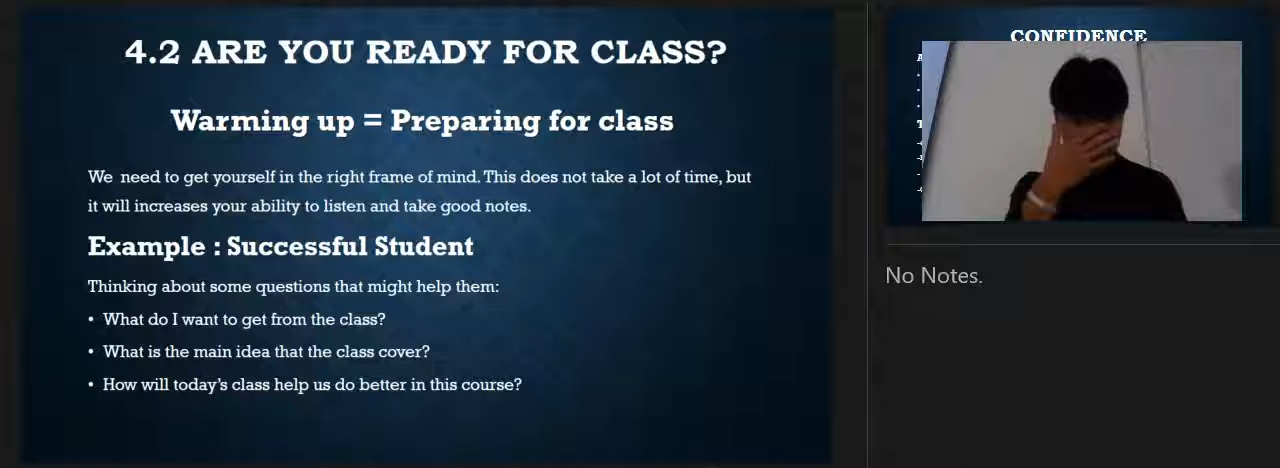 4.2 ARE YOU READY FOR CLASS?
Warming up = Preparing for class
We need to get yourself in the right frame of mind. This does not take a lot of time, but
it will increases your ability to listen and take good notes.
Example : Successful Student
Thinking about some questions that might help them:
• What do I want to get from the class?
• What is the main idea that the class cover?
• How will today's class help us do better in this course?
CONFIDENCE
No Notes.